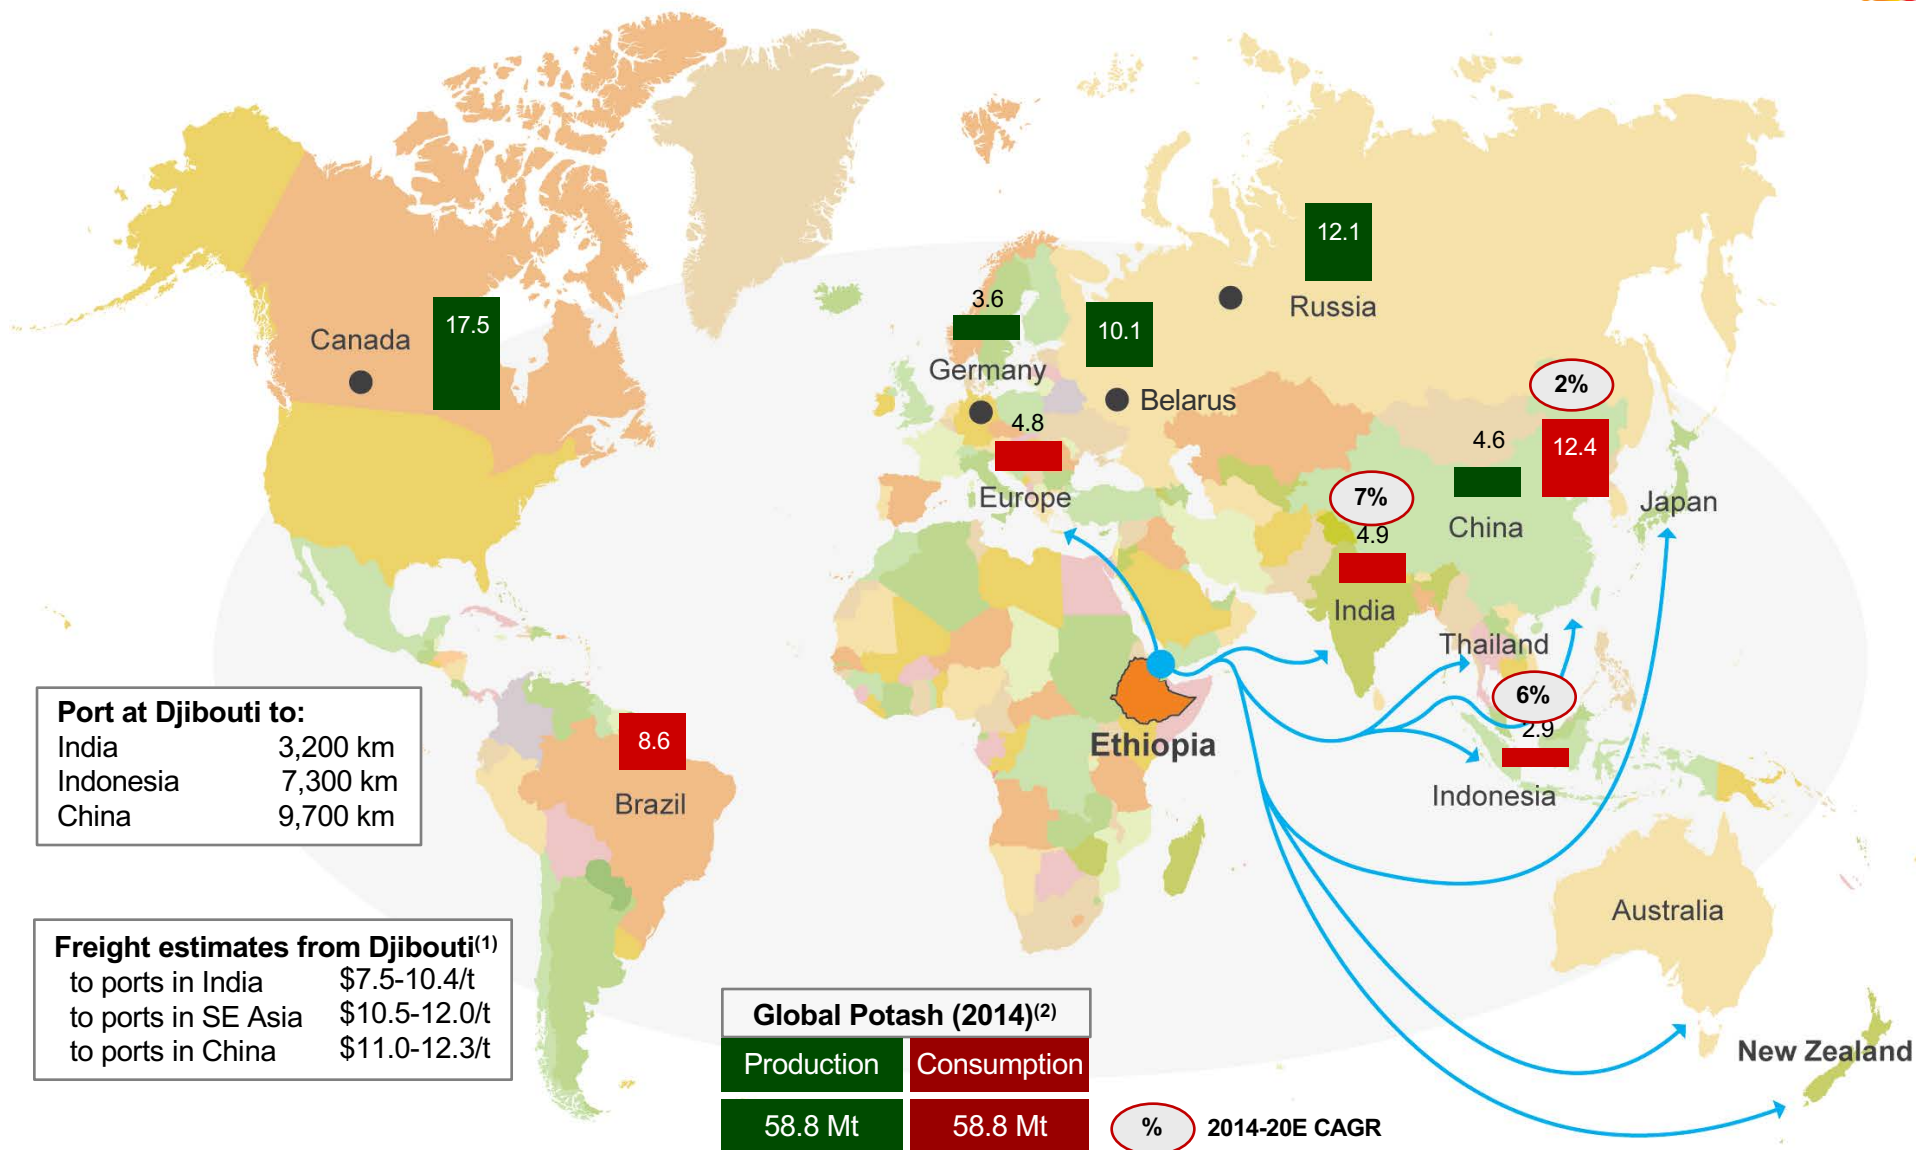 12.1
Russia
3.6
17.5
10.1
Canada
Germany
Belarus
2%
4.8
4.6
12.4
Europe
7%
Japan
China
4.9
India
Thailand
6%
2.9
Ethiopia
Indonesia
Port at Djibouti to:
India 3,200 km
Indonesia 7,300 km
China 9,700 km
8.6
Brazil
Australia
Freight estimates from Djibouti(1)
to ports in India $7.5-10.4/t
to ports in SE Asia $10.5-12.0/t
to ports in China $11.0-12.3/t
Global Potash (2014)(2)
Production Consumption
58.8 Mt 58.8 Mt
% 2014-20E CAGR
New Zealand